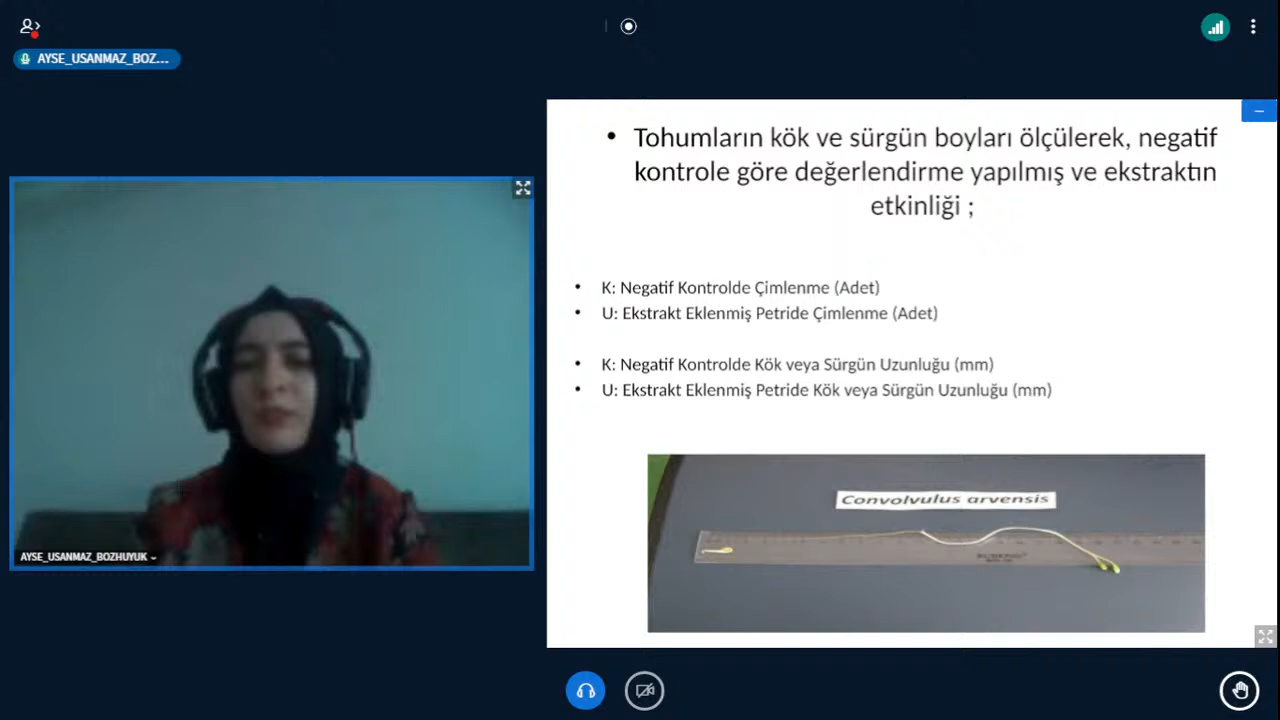 AYSE_USANMAZ_BOZ...
• Tohumların kök ve sürgün boyları ölçülerek, negatif
kontrole göre değerlendirme yapılmış ve ekstraktın
etkinliği ;
• K: Negatif Kontrolde Çimlenme (Adet)
• U: Ekstrakt Eklenmiş Petride Çimlenme (Adet)
• K: Negatif Kontrolde Kök veya Sürgün Uzunluğu (mm)
• U: Ekstrakt Eklenmiş Petride Kök veya Sürgün Uzunluğu (mm)
Convolvulus arvensis
AYSE_USANMAZ_BOZHUYUK